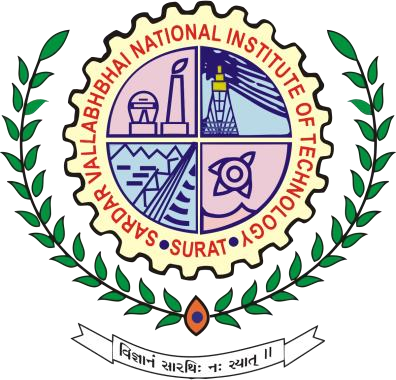 SARDAR VALLABHBHAI NATIONAL INSTITUTE OF TECHNOLOGY
• SURAT •
વિજ્ઞાનં સારથિઃ નઃ સ્યાત્ ॥